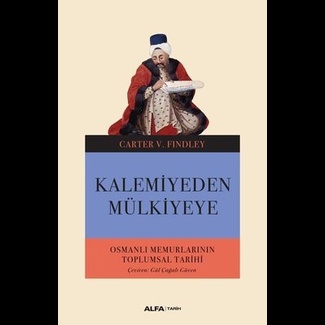 CARTER V. FINDLEY
KALEMİYEDEN
MÜLKİYEYE
OSMANLI MEMURLARININ
TOPLUMSAL TARİHİ
Çeviren: Gül Çağalı Güven
ALFA | TARİH